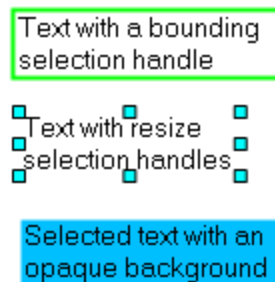 Text with a bounding
selection handle
Text with resize
selection handles
Selected text with an
opaque background